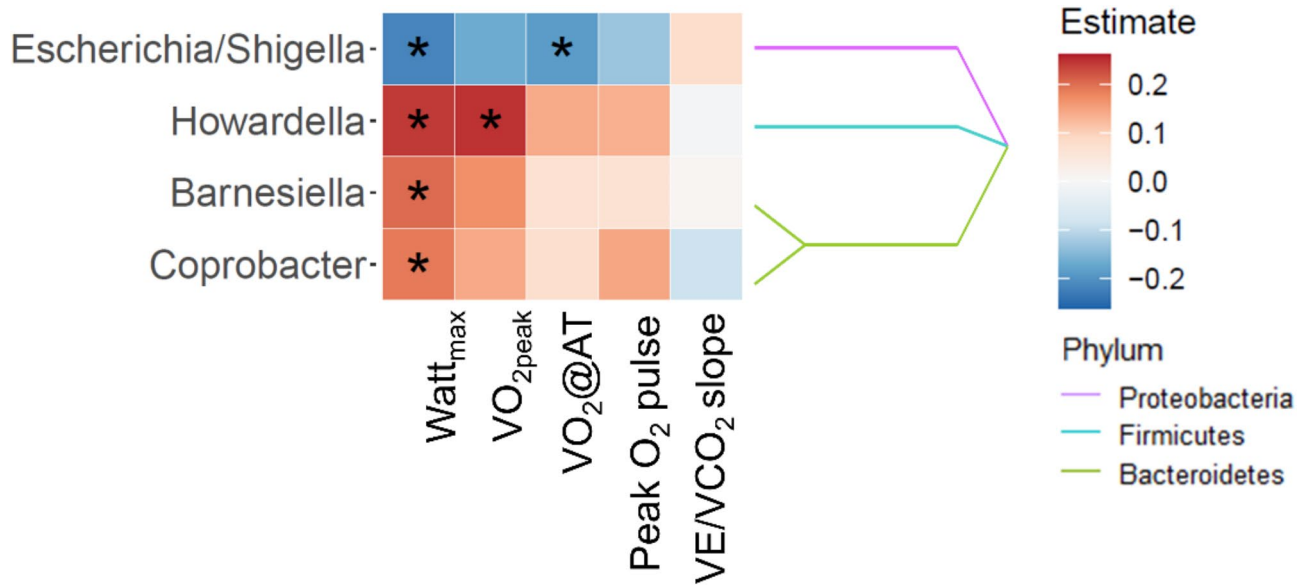 Escherichia/Shigella
Howardella
Barnesiella
Coprobacter
*
*
*
*
*
*
Watt_max
VO_2peak
VO_2@AT
Peak O_2 pulse
VE/VCO_2 slope
Estimate
0.2
0.1
0.0
−0.1
−0.2
Phylum
Proteobacteria
Firmicutes
Bacteroidetes